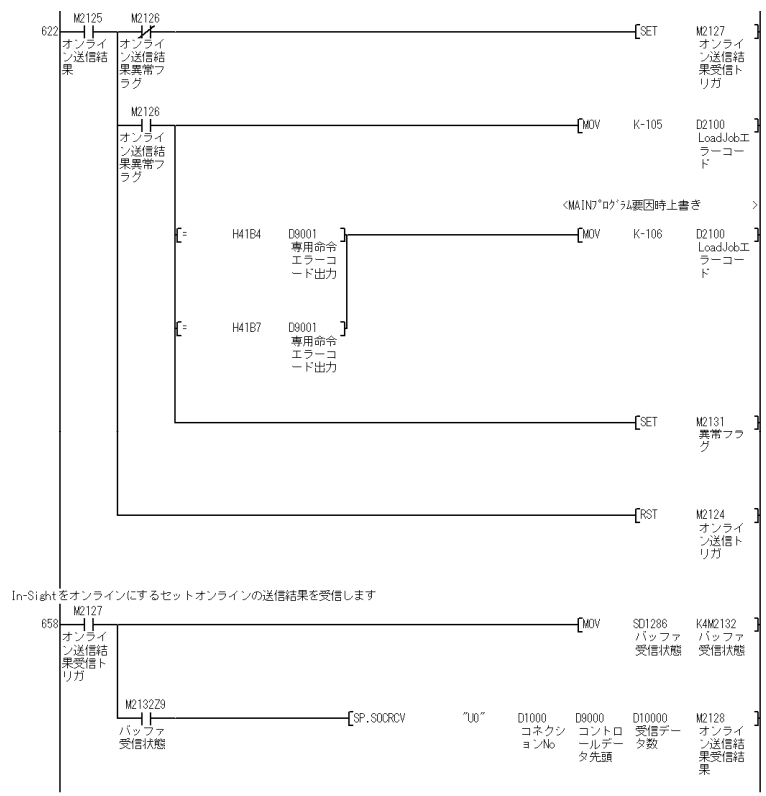 M2125 M2126
622 SET M2127
オンライン送信結果
オンライン送信結果異常フラグ
オンライン送信結果受信トリガ
M2126
オンライン送信結果異常フラグ
MOV K-105 D2100
LoadJobエラーコード
<MAINﾌﾟﾛｸﾞﾗﾑ要因時上書き >
= H41B4 D9001 MOV K-106 D2100
専用命令エラーコード出力
LoadJobエラーコード
= H41B7 D9001
専用命令エラーコード出力
SET M2131
異常フラグ
RST M2124
オンライン送信トリガ
In-Sightをオンラインにするセットオンラインの送信結果を受信します
M2127
658 MOV SD1286 K4M2132
オンライン送信結果受信トリガ
バッファ受信状態
バッファ受信状態
M2132Z9
SP.SOCRCV "U0" D1000 D9000 D10000 M2128
バッファ受信状態
コネクションNo
コントロールデータ先頭
受信データ数
オンライン送信結果受信結果